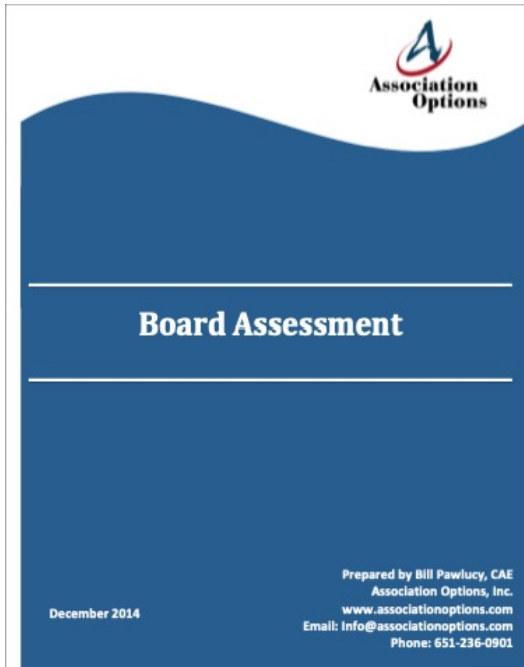 Association
Options
Board Assessment
Prepared by Bill Pawlucy, CAE
Association Options, Inc.
www.associationoptions.com
December 2014
Email: Info@associationoptions.com
Phone: 651-236-0901